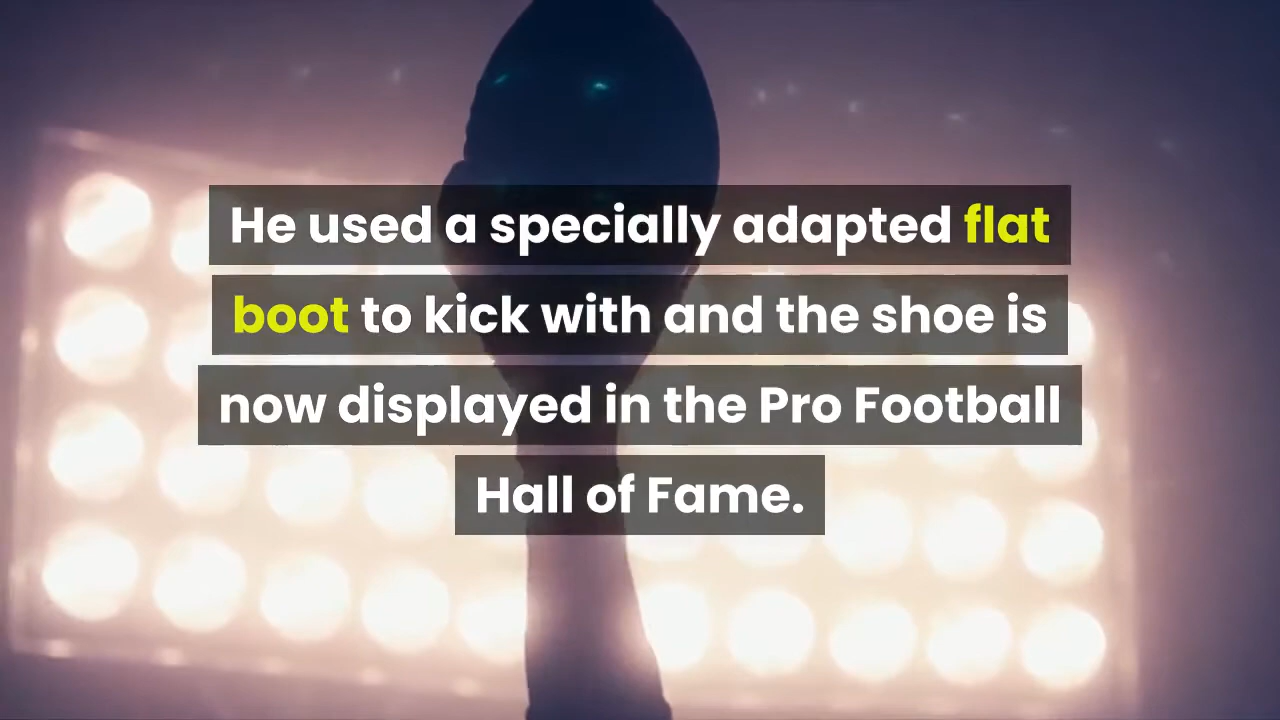 He used a specially adapted flat
boot to kick with and the shoe is
now displayed in the Pro Football
Hall of Fame.